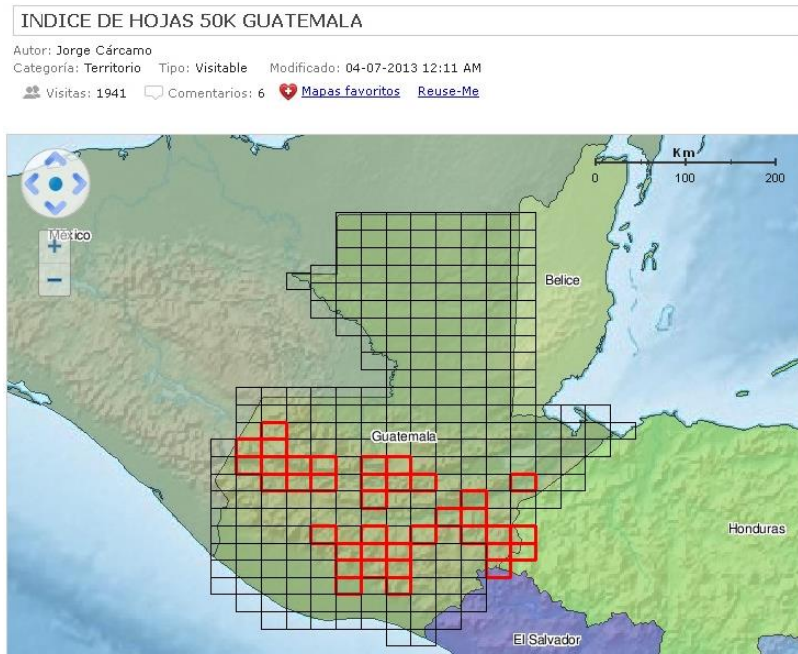 INDICE DE HOJAS 50K GUATEMALA
Autor: Jorge Cárcamo
Categoría: Territorio Tipo: Visitable Modificado: 04-07-2013 12:11 AM
Visitas: 1941 Comentarios: 6 Mapas favoritos Reuse-Me
Km
0 100 200
México
+
−
Belice
Guatemala
Honduras
El Salvador